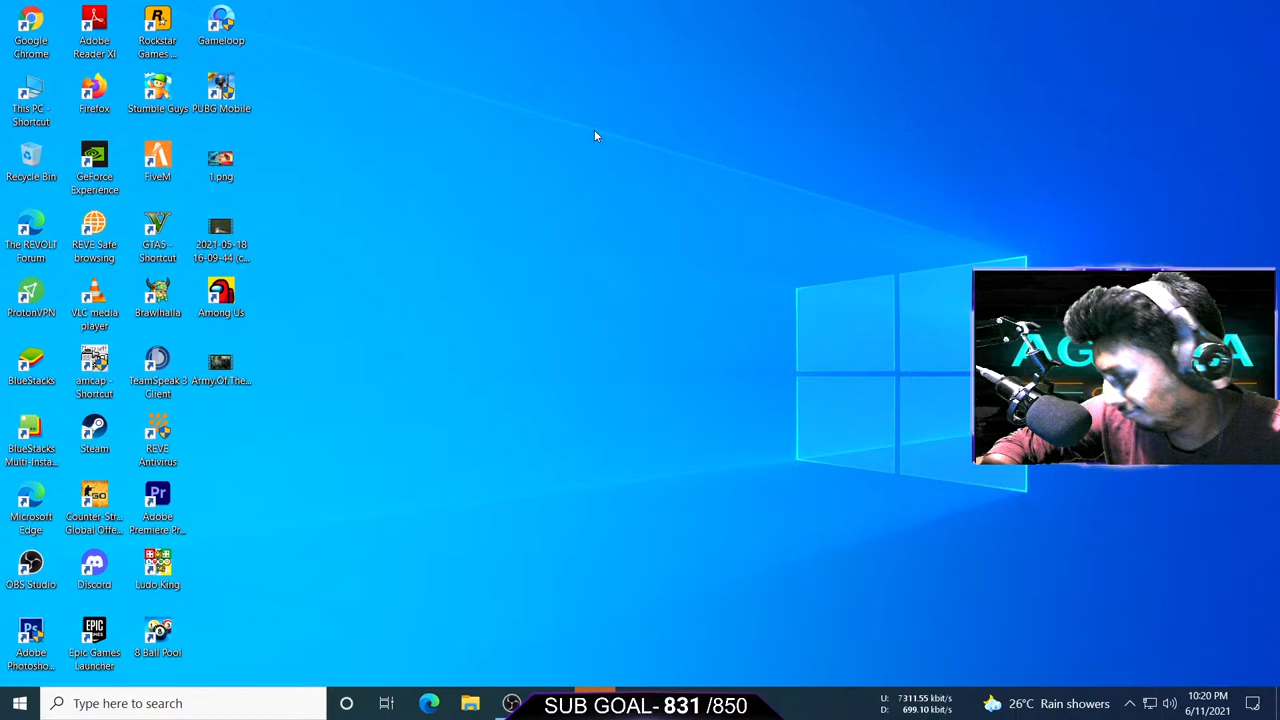 Google
Chrome
Adobe
Reader XI
Rockstar
Games ...
Gameloop
This PC -
Shortcut
Firefox
Stumble Guys
PUBG Mobile
Recycle Bin
GeForce
Experience
FiveM
1.png
The REVOLT
Forum
REVE Safe
browsing
GTA5 -
Shortcut
2021-05-18
16-09-44 (c...
ProtonVPN
VLC media
player
Brawlhalla
Among Us
BlueStacks
amcap -
Shortcut
TeamSpeak 3
Client
Army.Of.The...
BlueStacks
Multi-Insta...
Steam
REVE
Antivirus
Microsoft
Edge
Counter-Str...
Global Offe...
Adobe
Premiere Pr...
OBS Studio
Discord
Ludo King
Adobe
Photosho...
Epic Games
Launcher
8 Ball Pool
Type here to search
SUB GOAL- 831 /850
U: 7311.55 kbit/s
D: 699.10 kbit/s
26°C Rain showers
10:20 PM
6/11/2021